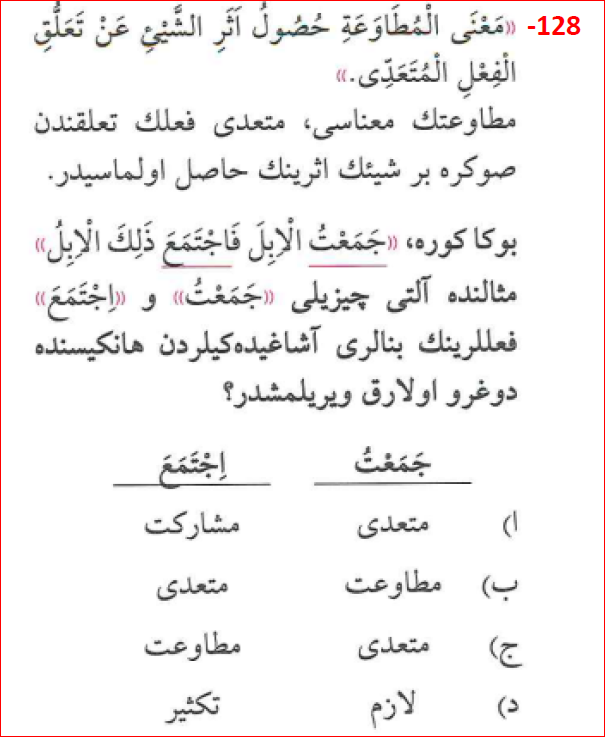 128- «مَعْنَى الْمُطَاوَعَةِ حُصُولُ اَثَرِ الشَّيْئِ عَنْ تَعَلُّقِ
الْفِعْلِ الْمُتَعَدِّى.»
مطاوعتك معناسى، متعدى فعلك تعلقندن
صوكره بر شيئك اثرينك حاصل اولماسيدر.
بوكا كوره، «جَمَعْتُ الْاِبِلَ فَاجْتَمَعَ ذَلِكَ الْاِبِلُ»
مثالنده آلتى چيزيلى «جَمَعْتُ» و «اِجْتَمَعَ»
فعللرينك بنالرى آشاغيده‌كيلردن هانكيسنده
دوغرو اولارق ويريلمشدر؟
جَمَعْتُ اِجْتَمَعَ
ا) متعدى مشاركت
ب) مطاوعت متعدى
ج) متعدى مطاوعت
د) لازم تكثير